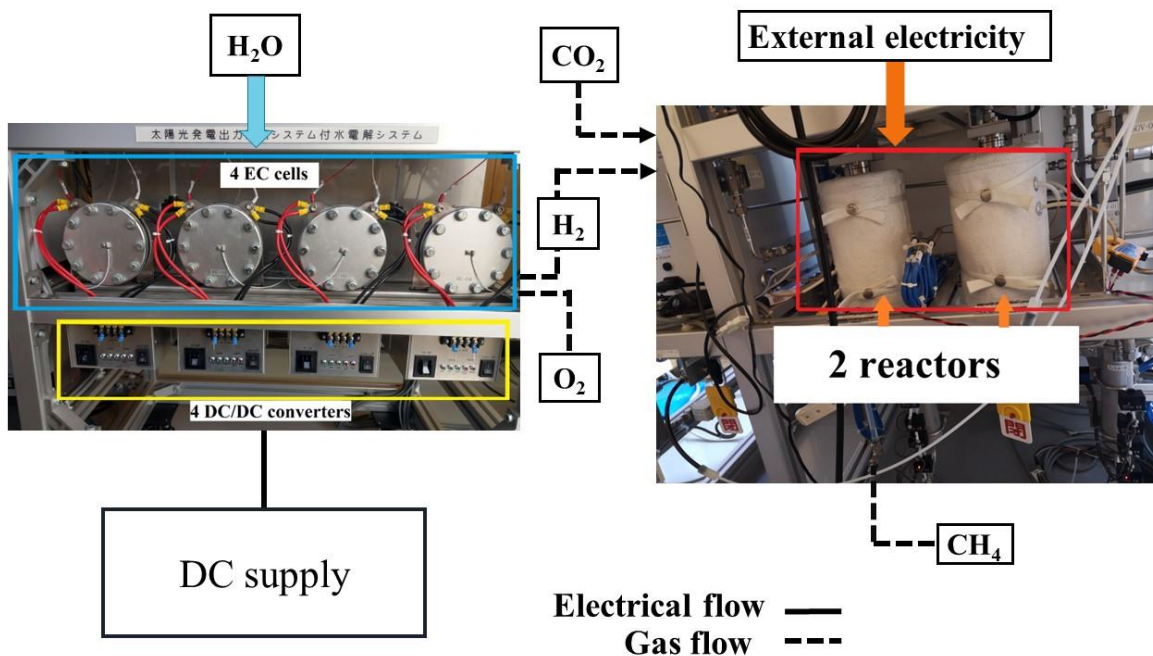 H₂O
CO₂
External electricity
太陽光発電出力
システム付水電解システム
4 EC cells
H₂
O₂
2 reactors
4 DC/DC converters
DC supply
CH₄
閉
閉
Electrical flow
Gas flow